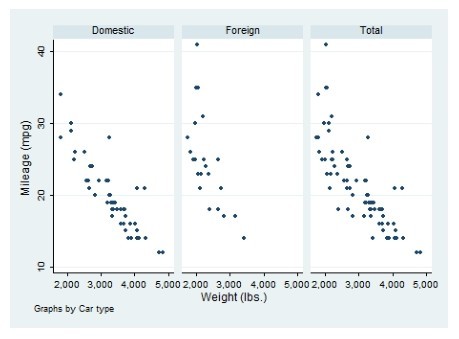 Domestic
Foreign
Total
Mileage (mpg)
40
30
20
10
2,000 3,000 4,000 5,000 2,000 3,000 4,000 5,000 2,000 3,000 4,000 5,000
Weight (lbs.)
Graphs by Car type